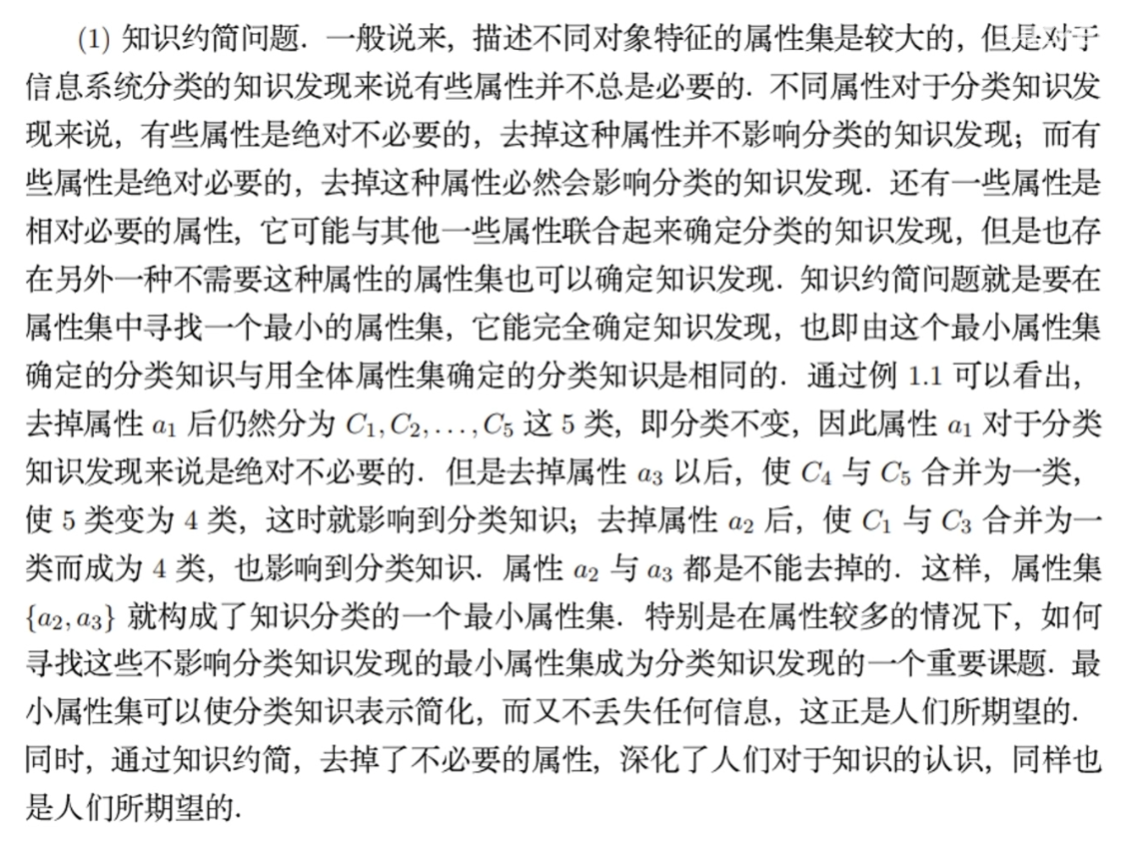 (1) 知识约简问题. 一般说来, 描述不同对象特征的属性集是较大的, 但是对于
信息系统分类的知识发现来说有些属性并不总是必要的. 不同属性对于分类知识发
现来说, 有些属性是绝对不必要的, 去掉这种属性并不影响分类的知识发现; 而有
些属性是绝对必要的, 去掉这种属性必然会影响分类的知识发现. 还有一些属性是
相对必要的属性, 它可能与其他一些属性联合起来确定分类的知识发现, 但是也存
在另外一种不需要这种属性的属性集也可以确定知识发现. 知识约简问题就是要在
属性集中寻找一个最小的属性集, 它能完全确定知识发现, 也即由这个最小属性集
确定的分类知识与用全体属性集确定的分类知识是相同的. 通过例 1.1 可以看出,
去掉属性 a₁ 后仍然分为 C₁, C₂, ..., C₅ 这 5 类, 即分类不变, 因此属性 a₁ 对于分类
知识发现来说是绝对不必要的. 但是去掉属性 a₃ 以后, 使 C₄ 与 C₅ 合并为一类,
使 5 类变为 4 类, 这时就影响到分类知识; 去掉属性 a₂ 后, 使 C₁ 与 C₃ 合并为一
类而成为 4 类, 也影响到分类知识. 属性 a₂ 与 a₃ 都是不能去掉的. 这样, 属性集
{a₂, a₃} 就构成了知识分类的一个最小属性集. 特别是在属性较多的情况下, 如何
寻找这些不影响分类知识发现的最小属性集成为分类知识发现的一个重要课题. 最
小属性集可以使分类知识表示简化, 而又不丢失任何信息, 这正是人们所期望的.
同时, 通过知识约简, 去掉了不必要的属性, 深化了人们对于知识的认识, 同样也
是人们所期望的.